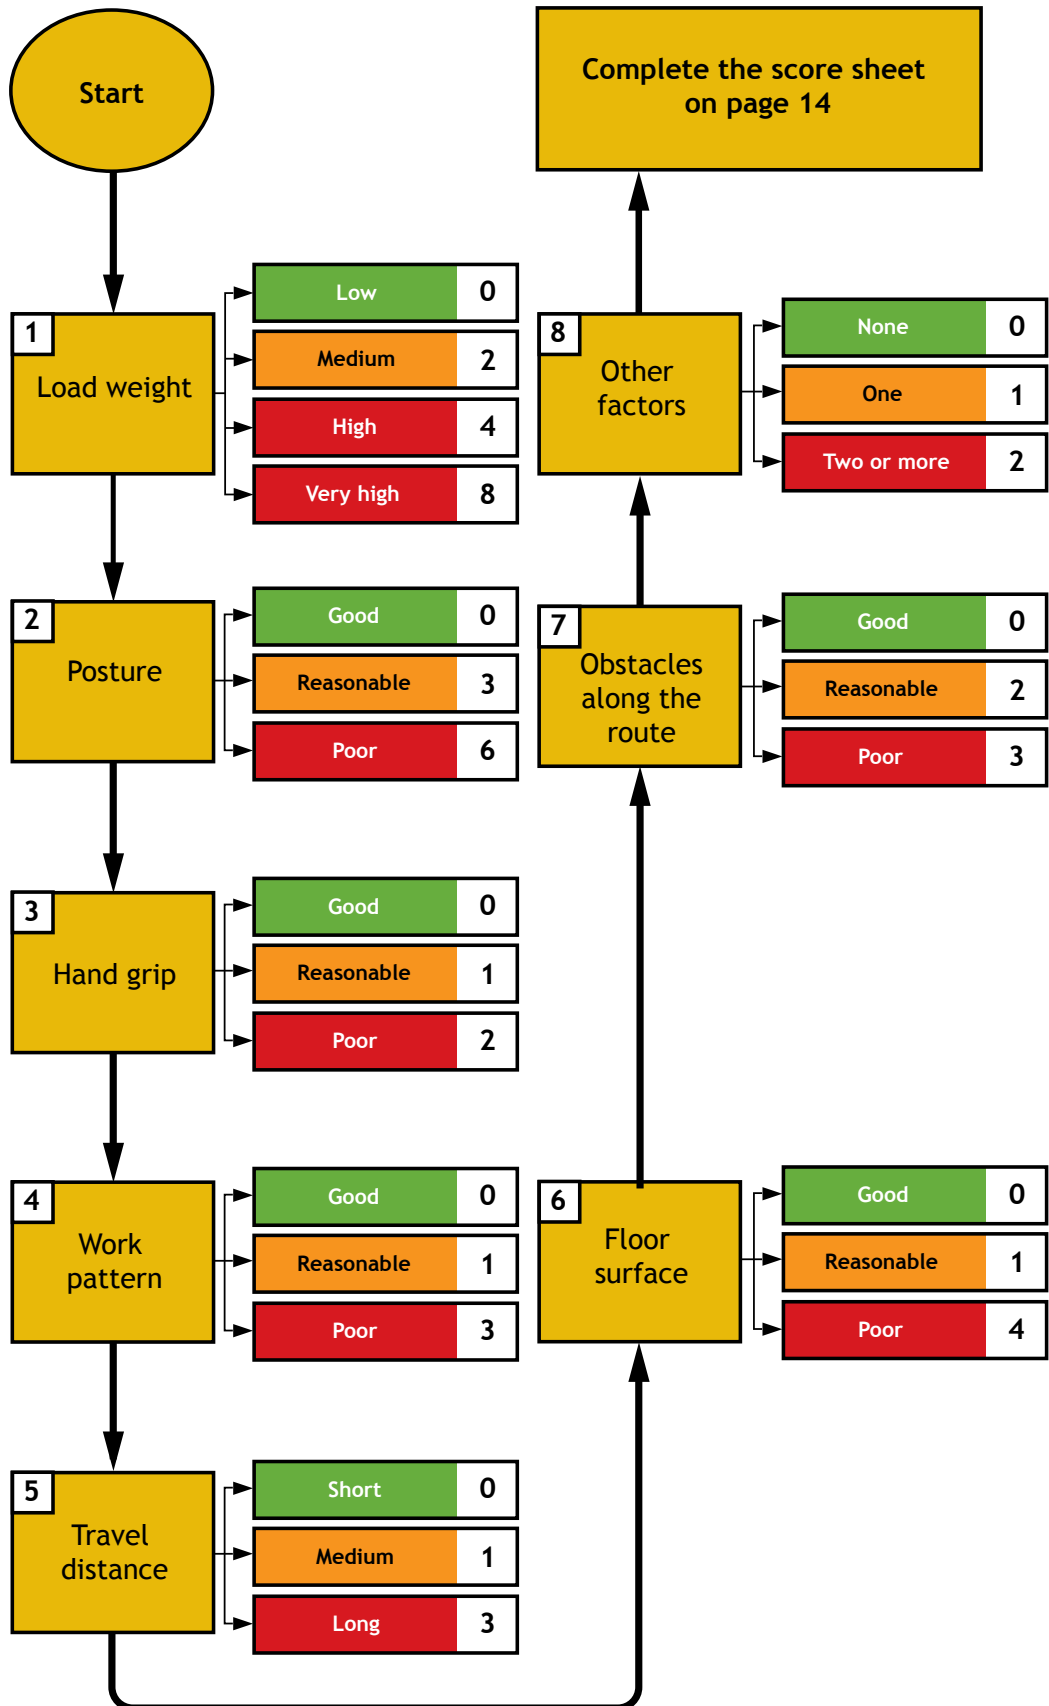 Start
1
Load weight
Low 0
Medium 2
High 4
Very high 8
2
Posture
Good 0
Reasonable 3
Poor 6
3
Hand grip
Good 0
Reasonable 1
Poor 2
4
Work
pattern
Good 0
Reasonable 1
Poor 3
5
Travel
distance
Short 0
Medium 1
Long 3
6
Floor
surface
Good 0
Reasonable 1
Poor 4
7
Obstacles
along the
route
Good 0
Reasonable 2
Poor 3
8
Other
factors
None 0
One 1
Two or more 2
Complete the score sheet
on page 14